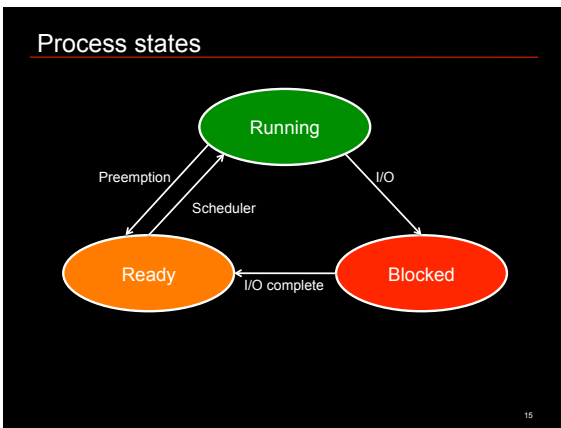 Process states
Running
Preemption
I/O
Scheduler
Ready
I/O complete
Blocked
15